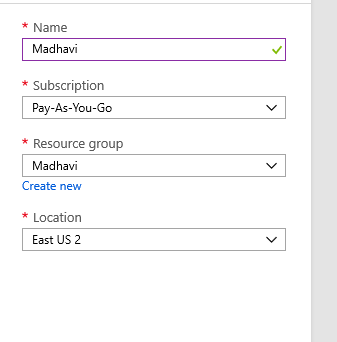 * Name
Madhavi
* Subscription
Pay-As-You-Go
* Resource group
Madhavi
Create new
* Location
East US 2